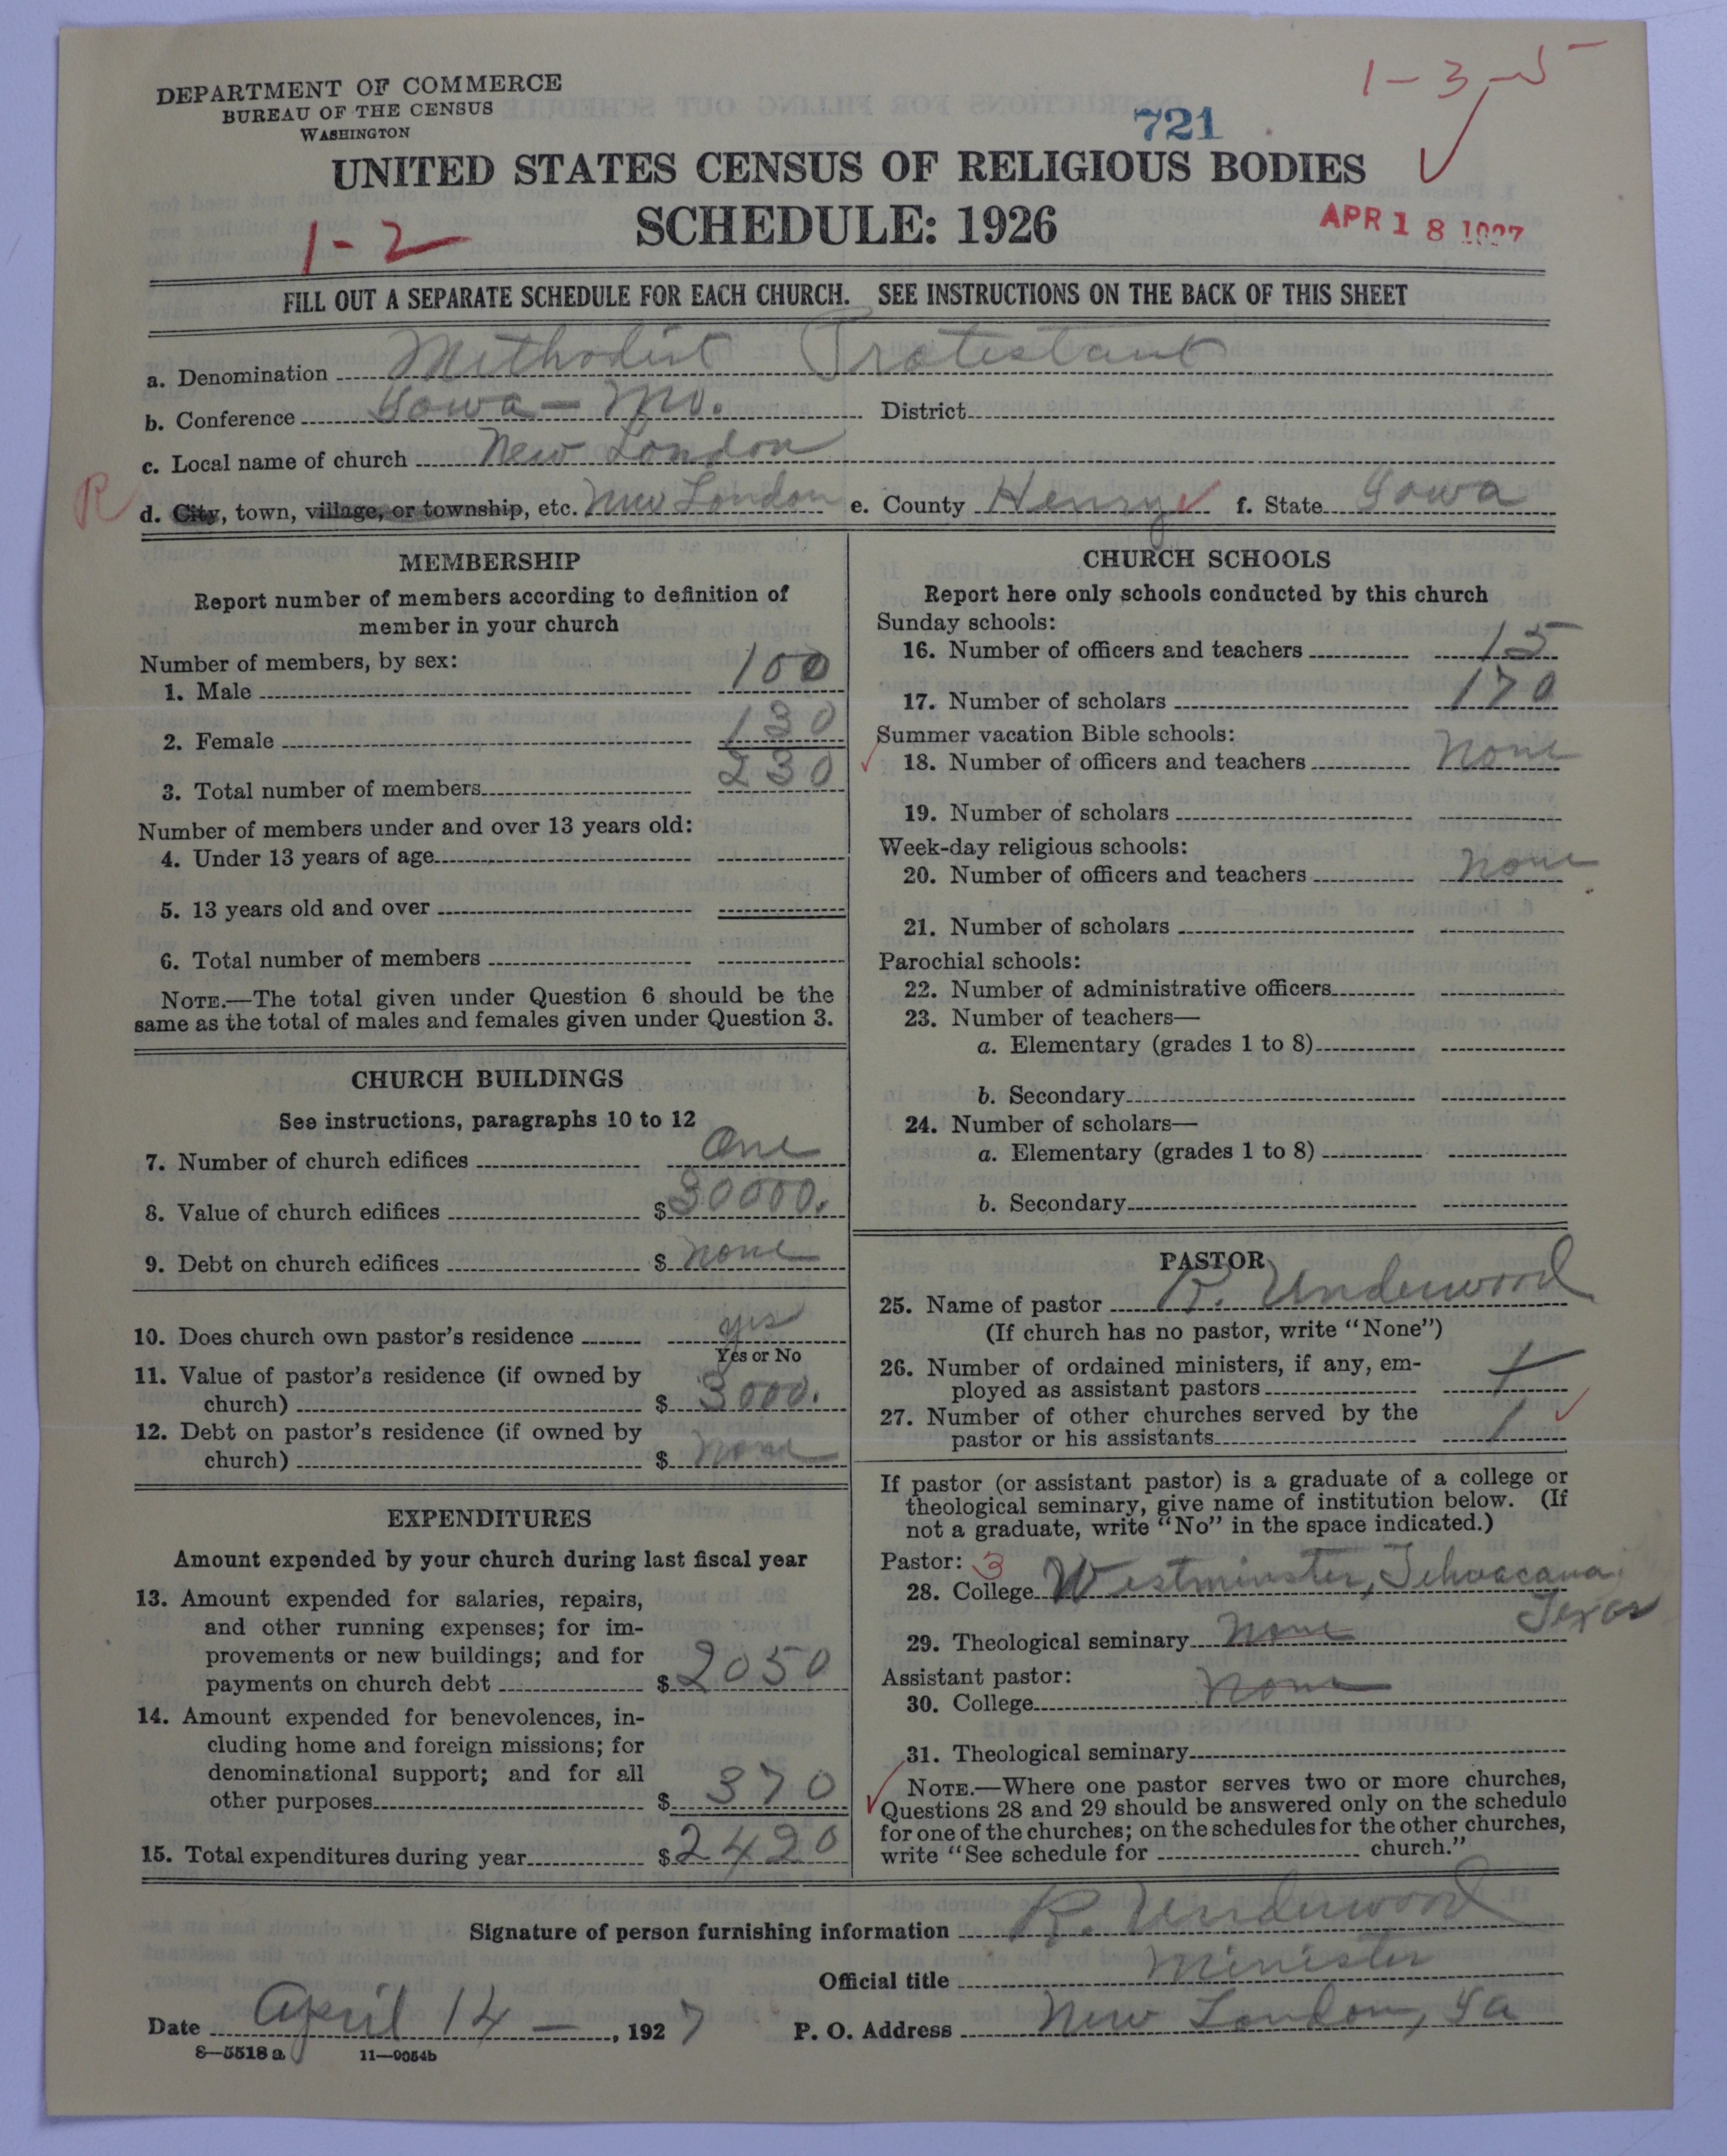 DEPARTMENT OF COMMERCE
BUREAU OF THE CENSUS
WASHINGTON
1-3-5
721
UNITED STATES CENSUS OF RELIGIOUS BODIES
SCHEDULE: 1926
APR 18 1927
1-2
FILL OUT A SEPARATE SCHEDULE FOR EACH CHURCH. SEE INSTRUCTIONS ON THE BACK OF THIS SHEET
a. Denomination Methodist Protestant
b. Conference Iowa - Mo. District
c. Local name of church New London
R
d. City, town, village, or township, etc. New London e. County Henry f. State Iowa
MEMBERSHIP
Report number of members according to definition of
member in your church
Number of members, by sex:
1. Male 100
2. Female 130
3. Total number of members 230
Number of members under and over 13 years old:
4. Under 13 years of age
5. 13 years old and over
6. Total number of members
NOTE.—The total given under Question 6 should be the
same as the total of males and females given under Question 3.
CHURCH BUILDINGS
See instructions, paragraphs 10 to 12
7. Number of church edifices One
8. Value of church edifices $ 30000.
9. Debt on church edifices $ none
10. Does church own pastor's residence yes
Yes or No
11. Value of pastor's residence (if owned by
church) $ 3000.
12. Debt on pastor's residence (if owned by
church) $ none
EXPENDITURES
Amount expended by your church during last fiscal year
13. Amount expended for salaries, repairs,
and other running expenses; for im-
provements or new buildings; and for
payments on church debt $ 2050
14. Amount expended for benevolences, in-
cluding home and foreign missions; for
denominational support; and for all
other purposes $ 370
15. Total expenditures during year $ 2420
CHURCH SCHOOLS
Report here only schools conducted by this church
Sunday schools:
16. Number of officers and teachers 15
17. Number of scholars 170
Summer vacation Bible schools:
18. Number of officers and teachers None
19. Number of scholars
Week-day religious schools:
20. Number of officers and teachers none
21. Number of scholars
Parochial schools:
22. Number of administrative officers
23. Number of teachers—
a. Elementary (grades 1 to 8)
b. Secondary
24. Number of scholars—
a. Elementary (grades 1 to 8)
b. Secondary
PASTOR
25. Name of pastor R. Underwood
(If church has no pastor, write "None")
26. Number of ordained ministers, if any, em-
ployed as assistant pastors 1
27. Number of other churches served by the
pastor or his assistants 1
If pastor (or assistant pastor) is a graduate of a college or
theological seminary, give name of institution below. (If
not a graduate, write "No" in the space indicated.)
Pastor: 3
28. College Westminster, Tehuacana,
Texas
29. Theological seminary None
Assistant pastor:
30. College None
31. Theological seminary
NOTE.—Where one pastor serves two or more churches,
Questions 28 and 29 should be answered only on the schedule
for one of the churches; on the schedules for the other churches,
write "See schedule for church."
Signature of person furnishing information R. Underwood
Official title Minister
Date April 14 - , 1927 P. O. Address New London, Ia
8—5518 a 11—9054b